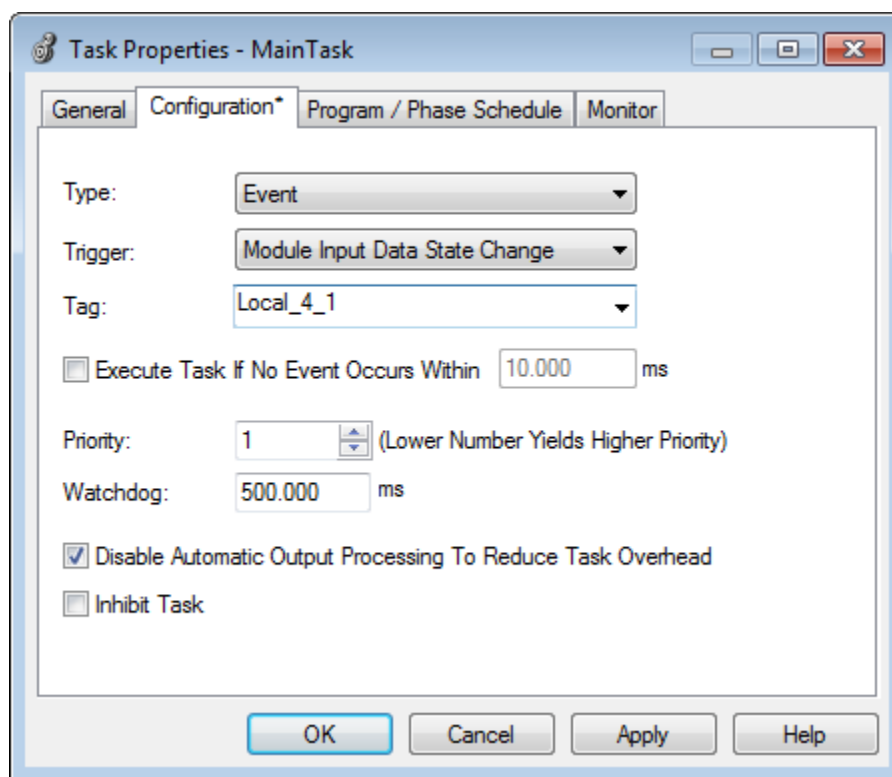 Task Properties - MainTask
General Configuration* Program / Phase Schedule Monitor
Type: Event
Trigger: Module Input Data State Change
Tag: Local_4_1
Execute Task If No Event Occurs Within 10.000 ms
Priority: 1 (Lower Number Yields Higher Priority)
Watchdog: 500.000 ms
Disable Automatic Output Processing To Reduce Task Overhead
Inhibit Task
OK Cancel Apply Help